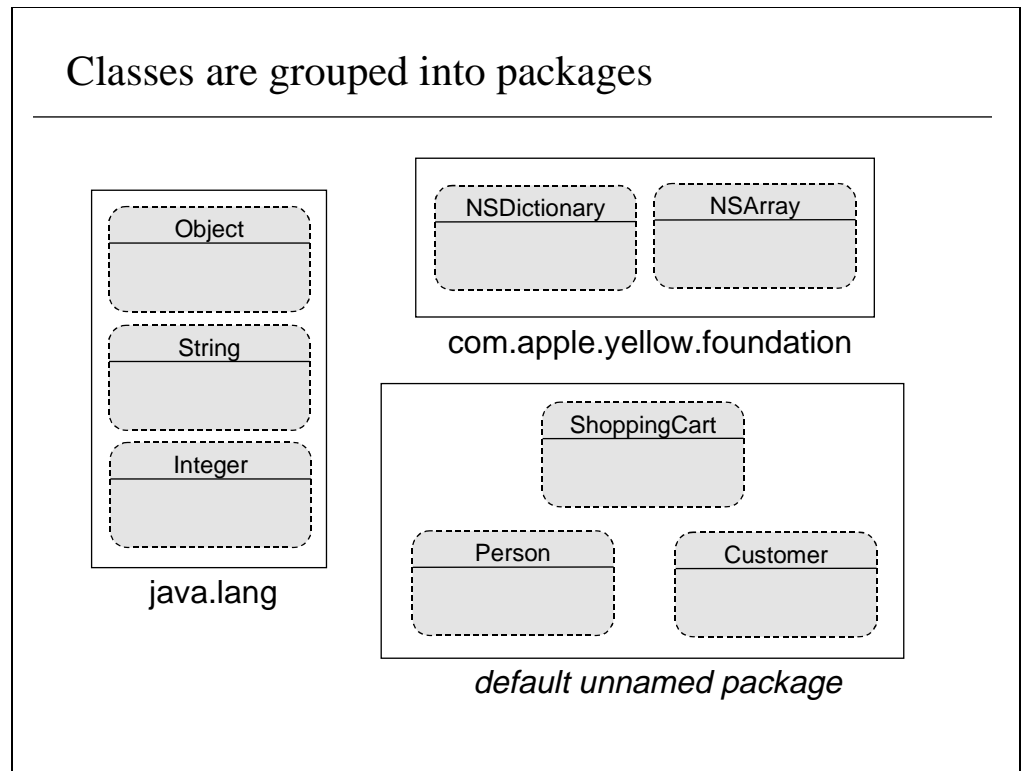 Classes are grouped into packages
Object
String
Integer
java.lang
NSDictionary
NSArray
com.apple.yellow.foundation
ShoppingCart
Person
Customer
default unnamed package